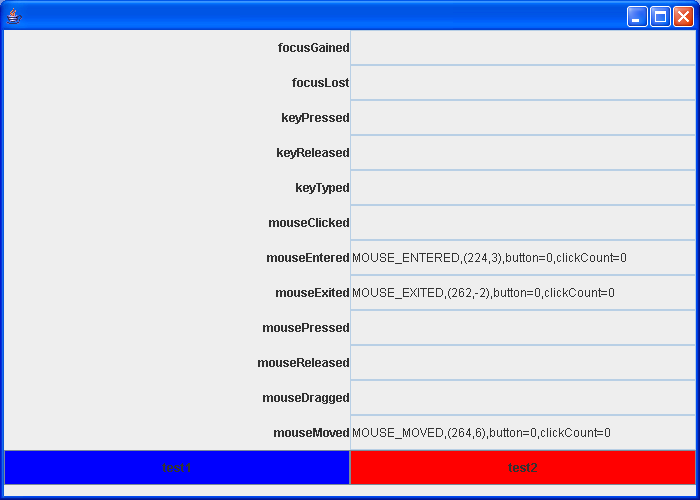 focusGained
focusLost
keyPressed
keyReleased
keyTyped
mouseClicked
mouseEntered MOUSE_ENTERED,(224,3),button=0,clickCount=0
mouseExited MOUSE_EXITED,(262,-2),button=0,clickCount=0
mousePressed
mouseReleased
mouseDragged
mouseMoved MOUSE_MOVED,(264,6),button=0,clickCount=0
test1 test2